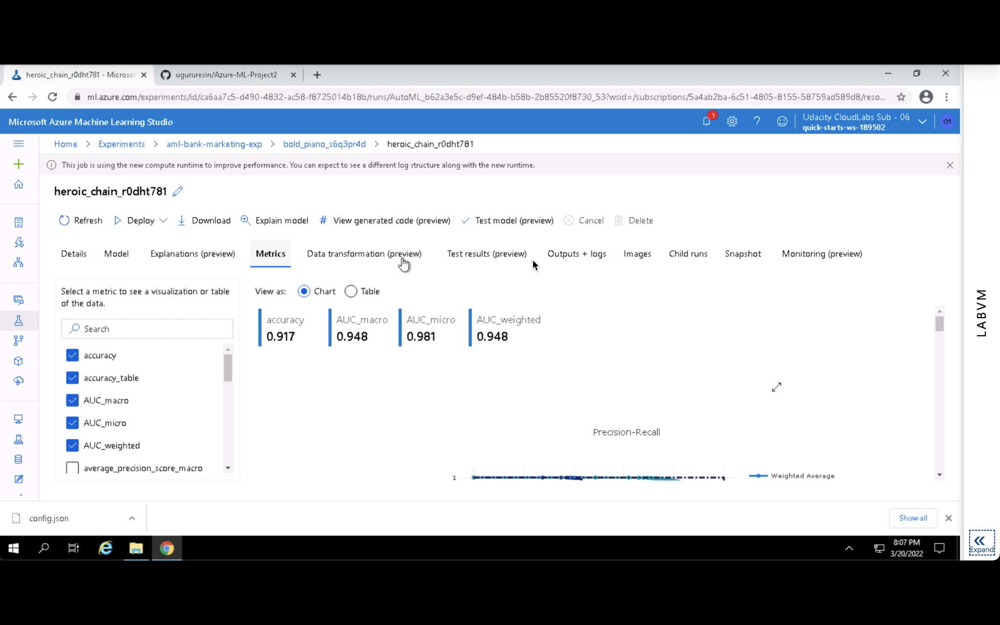 heroic_chain_r0dht781 - Microsof
ugururesin/Azure-ML-Project2
ml.azure.com/experiments/id/ca6aa7c5-d490-4832-ac58-f8725014b18b/runs/AutoML_b62a3e5c-d9ef-484b-b58b-2b85520f8730_53?wsid=/subscriptions/5a4ab2ba-6c51-4805-8155-58759ad589d8/reso...
Microsoft Azure Machine Learning Studio
1
Udacity CloudLabs Sub - 06
quick-starts-ws-189502
O1
Home > Experiments > aml-bank-marketing-exp > bold_piano_s6q3pr4d > heroic_chain_r0dht781
This job is using the new compute runtime to improve performance. You can expect to see a different log structure along with the new runtime.
heroic_chain_r0dht781
Refresh Deploy Download Explain model # View generated code (preview) Test model (preview) Cancel Delete
Details Model Explanations (preview) Metrics Data transformation (preview) Test results (preview) Outputs + logs Images Child runs Snapshot Monitoring (preview)
Select a metric to see a visualization or table
of the data.
Search
accuracy
accuracy_table
AUC_macro
AUC_micro
AUC_weighted
average_precision_score_macro
View as: Chart Table
accuracy AUC_macro AUC_micro AUC_weighted
0.917 0.948 0.981 0.948
Precision-Recall
1
Weighted Average
config.json
Show all
8:07 PM
3/20/2022
LABVM
Expand